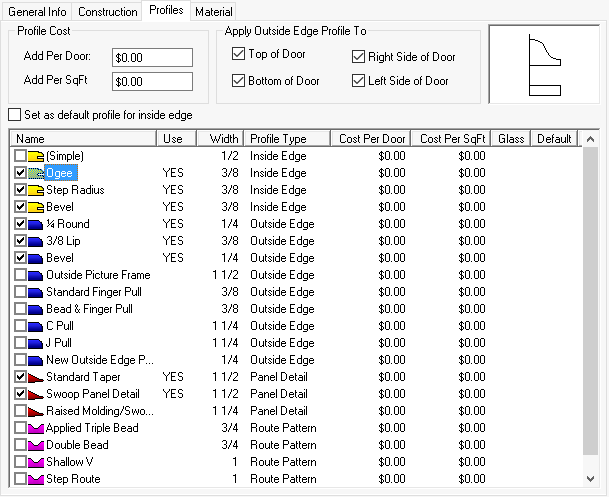 General Info Construction Profiles Material
Profile Cost
Add Per Door: $0.00
Add Per SqFt $0.00
Apply Outside Edge Profile To
Top of Door Right Side of Door
Bottom of Door Left Side of Door
Set as default profile for inside edge
Name Use Width Profile Type Cost Per Door Cost Per SqFt Glass Default
(Simple) 1/2 Inside Edge $0.00 $0.00
Ogee YES 3/8 Inside Edge $0.00 $0.00
Step Radius YES 3/8 Inside Edge $0.00 $0.00
Bevel YES 3/8 Inside Edge $0.00 $0.00
¼ Round YES 1/4 Outside Edge $0.00 $0.00
3/8 Lip YES 3/8 Outside Edge $0.00 $0.00
Bevel YES 1/4 Outside Edge $0.00 $0.00
Outside Picture Frame 1 1/2 Outside Edge $0.00 $0.00
Standard Finger Pull 3/8 Outside Edge $0.00 $0.00
Bead & Finger Pull 3/8 Outside Edge $0.00 $0.00
C Pull 1 1/4 Outside Edge $0.00 $0.00
J Pull 1 1/4 Outside Edge $0.00 $0.00
New Outside Edge P... 1/4 Outside Edge $0.00 $0.00
Standard Taper YES 1 1/2 Panel Detail $0.00 $0.00
Swoop Panel Detail YES 1 1/2 Panel Detail $0.00 $0.00
Raised Molding/Swo... 1 1/4 Panel Detail $0.00 $0.00
Applied Triple Bead 3/4 Route Pattern $0.00 $0.00
Double Bead 3/4 Route Pattern $0.00 $0.00
Shallow V 1 Route Pattern $0.00 $0.00
Step Route 1 Route Pattern $0.00 $0.00